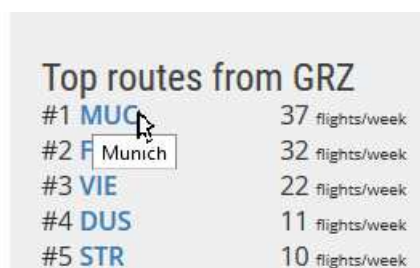 Top routes from GRZ
#1 MUC 37 flights/week
#2 32 flights/week
Munich
#3 VIE 22 flights/week
#4 DUS 11 flights/week
#5 STR 10 flights/week